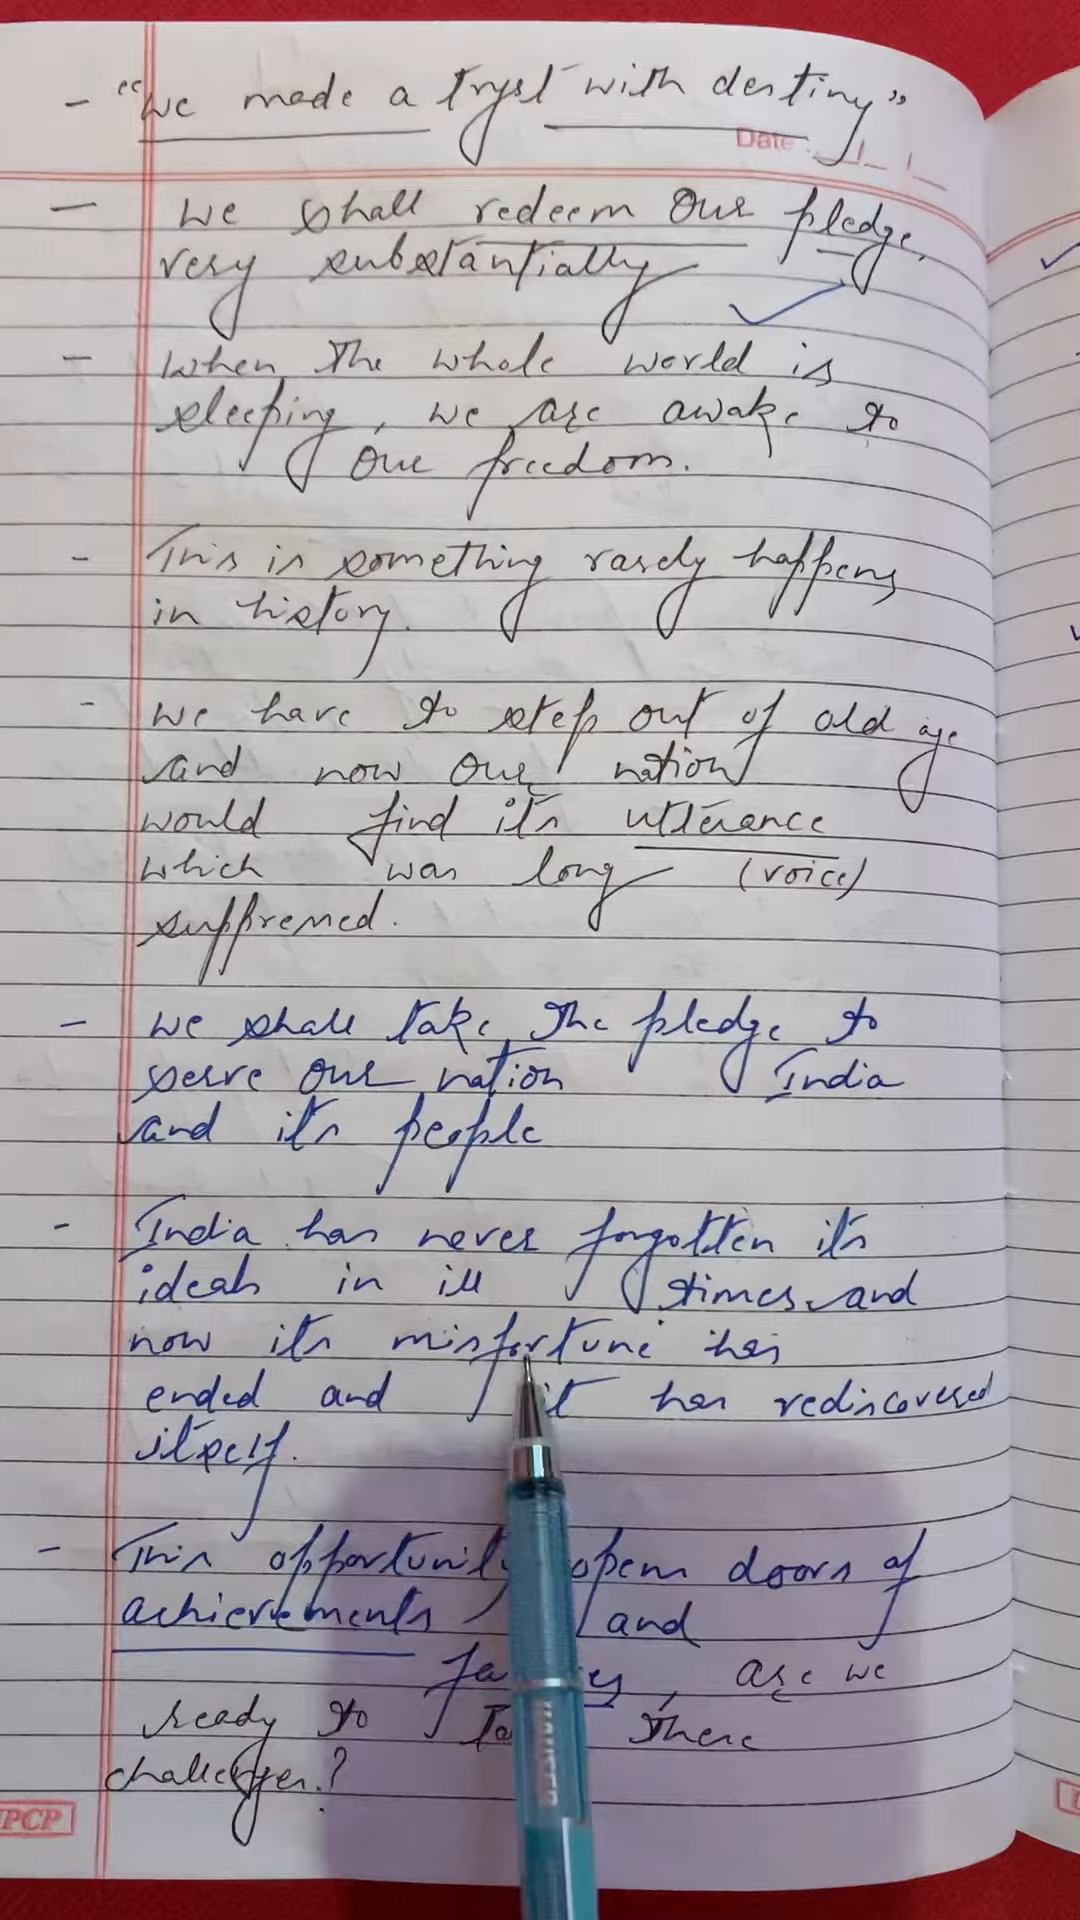 - "We made a tryst with destiny"
Date
- We shall redeem our pledge,
very substantially
- When the whole world is
sleeping, we are awake to
our freedom.
- This is something rarely happens
in history.
- We have to step out of old age
and now our nation
would find its utterance
which was long (voice)
suppressed.
- We shall take the pledge to
serve our nation India
and its people
- India has never forgotten its
ideals in ill times and
now its misfortune has
ended and it has rediscovered
itself.
- This opportunity opens doors of
achievements and
, are we
ready to these
challenges?
PCP